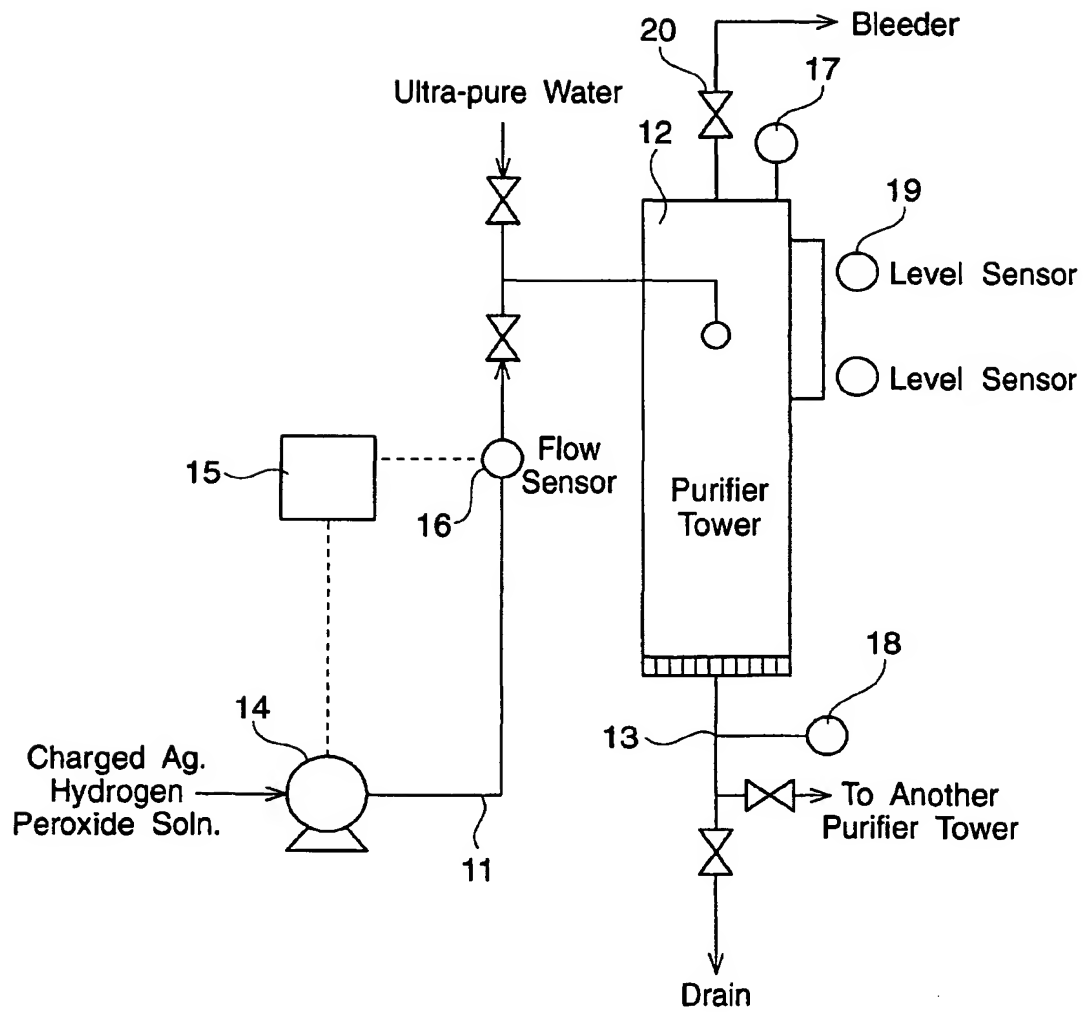 20
Bleeder
17
Ultra-pure Water
12
19
Level Sensor
Level Sensor
15
Flow
Sensor
16
Purifier
Tower
18
14
13
Charged Ag.
Hydrogen
Peroxide Soln.
11
To Another
Purifier Tower
Drain